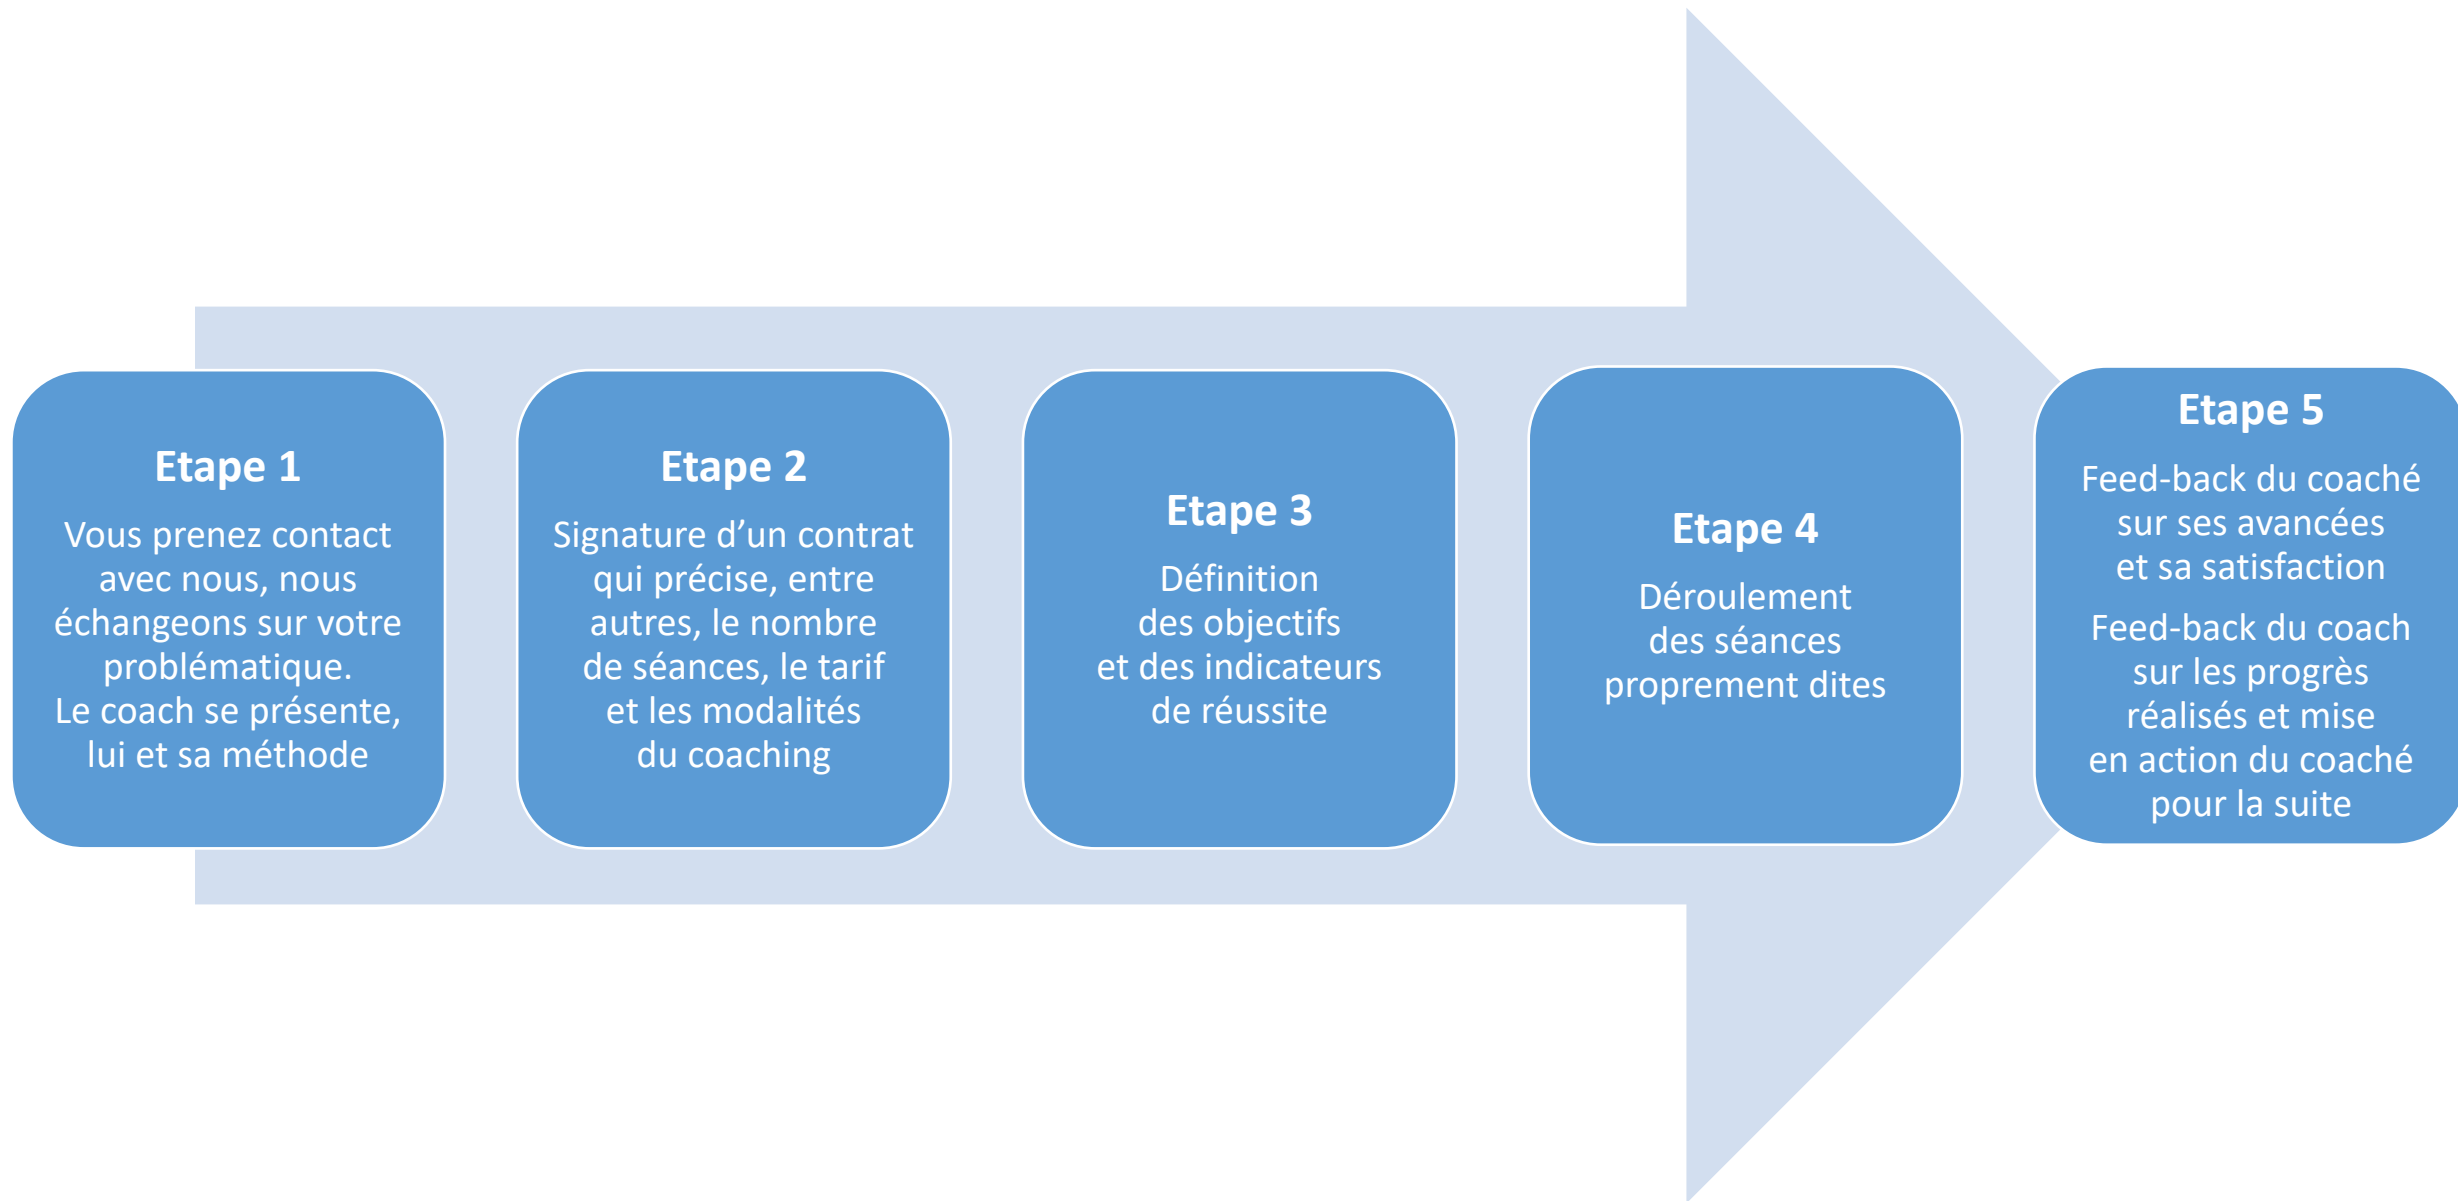 Etape 1
Vous prenez contact
avec nous, nous
échangeons sur votre
problématique.
Le coach se présente,
lui et sa méthode
Etape 2
Signature d’un contrat
qui précise, entre
autres, le nombre
de séances, le tarif
et les modalités
du coaching
Etape 3
Définition
des objectifs
et des indicateurs
de réussite
Etape 4
Déroulement
des séances
proprement dites
Etape 5
Feed-back du coaché
sur ses avancées
et sa satisfaction
Feed-back du coach
sur les progrès
réalisés et mise
en action du coaché
pour la suite